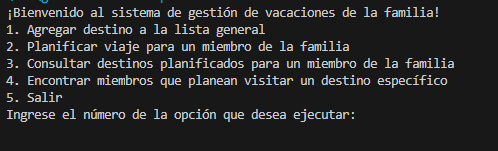 ¡Bienvenido al sistema de gestión de vacaciones de la familia!
1. Agregar destino a la lista general
2. Planificar viaje para un miembro de la familia
3. Consultar destinos planificados para un miembro de la familia
4. Encontrar miembros que planean visitar un destino específico
5. Salir
Ingrese el número de la opción que desea ejecutar: